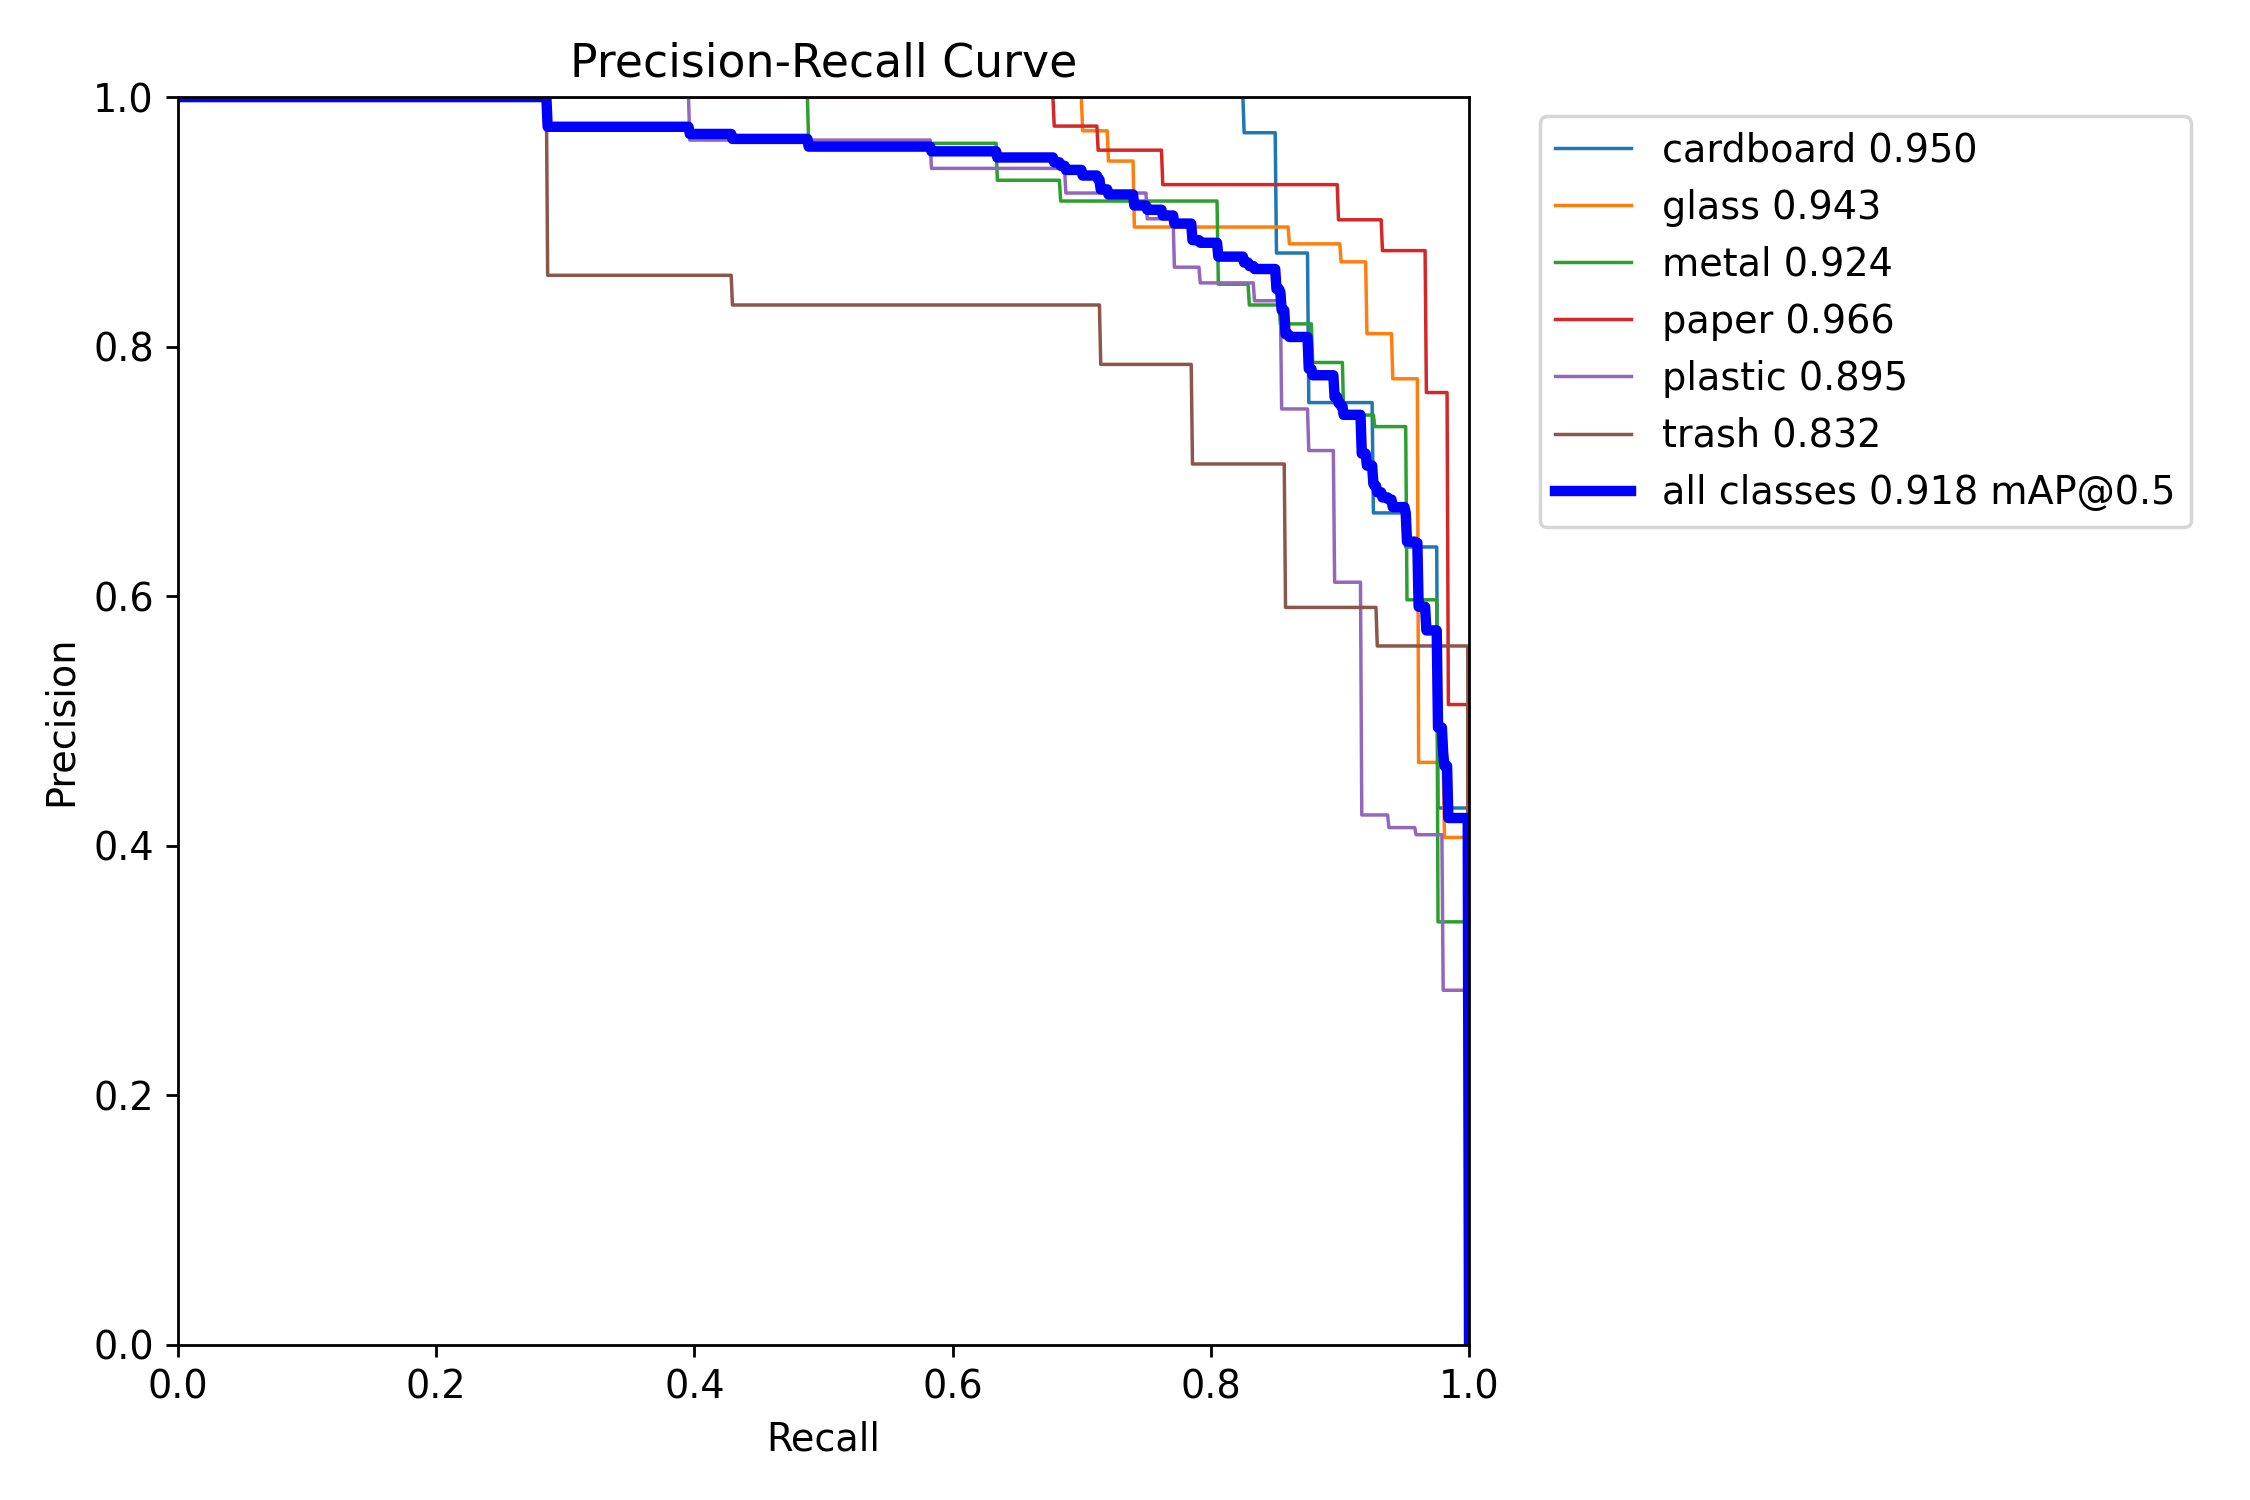 Precision-Recall Curve
1.0
0.8
0.6
0.4
0.2
0.0
Precision
0.0 0.2 0.4 0.6 0.8 1.0
Recall
cardboard 0.950
glass 0.943
metal 0.924
paper 0.966
plastic 0.895
trash 0.832
all classes 0.918 mAP@0.5